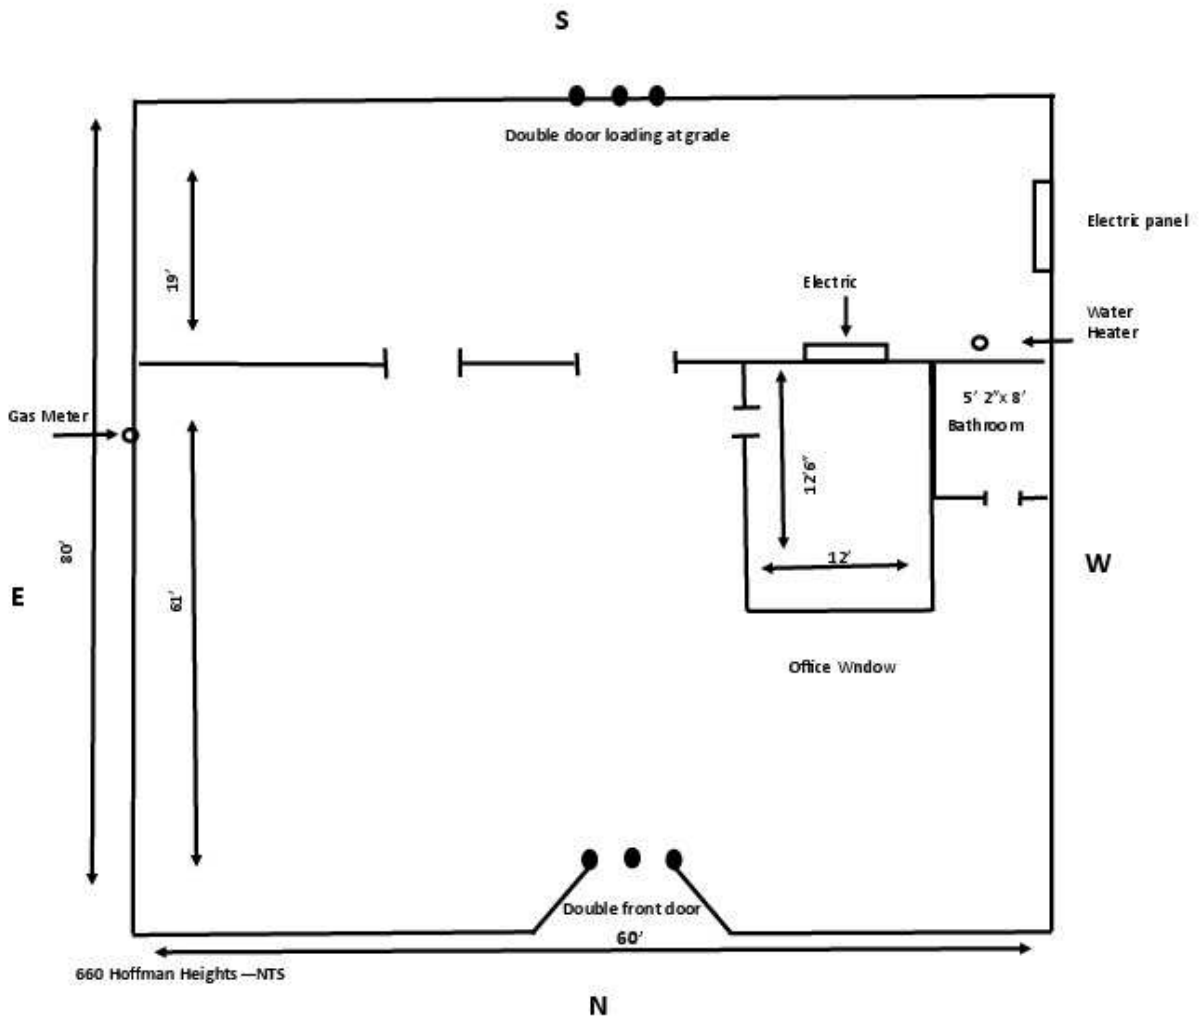 S
Double door loading at grade
Electric panel
19'
Electric
Water
Heater
Gas Meter
5' 2"x 8'
Bathroom
12'6"
80'
12'
W
E
61'
Office Wndow
Double front door
60'
660 Hoffman Heights —NTS
N